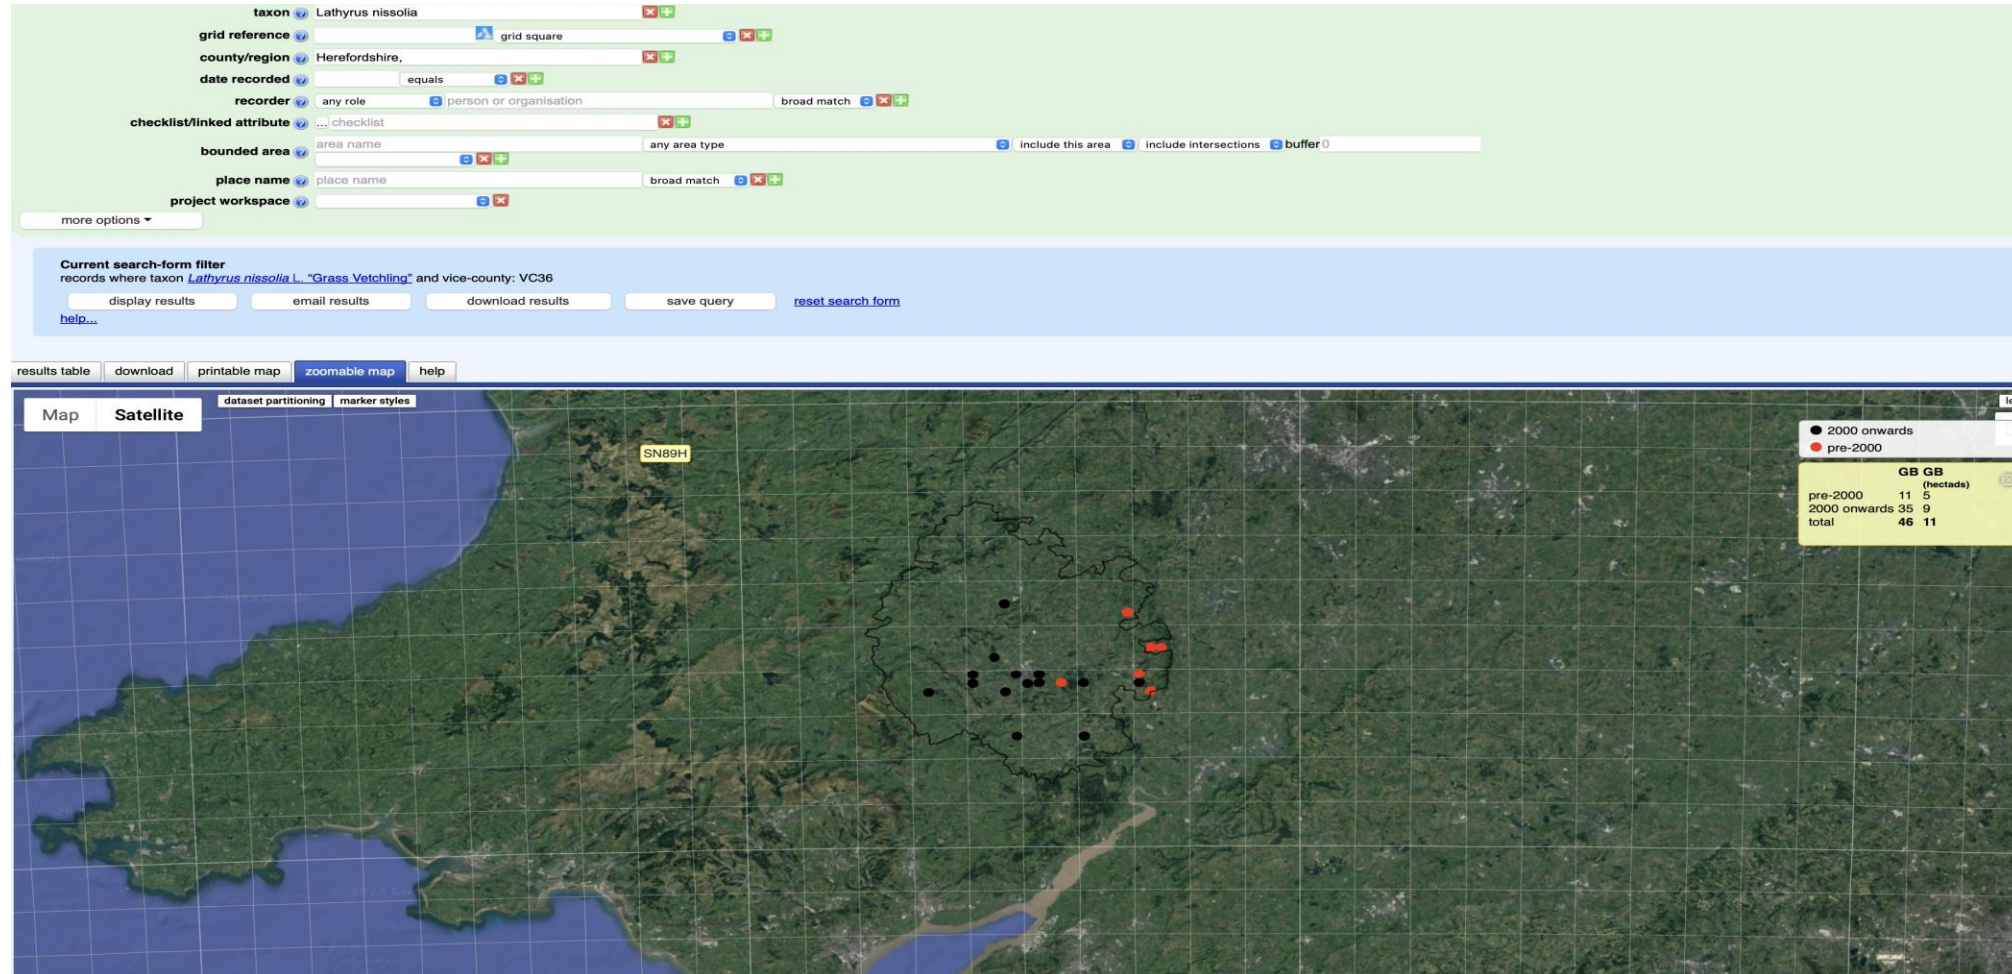 taxon Lathyrus nissolia
grid reference grid square
county/region Herefordshire,
date recorded equals
recorder any role person or organisation broad match
checklist/linked attribute ... checklist
bounded area area name any area type include this area include intersections buffer 0
place name place name broad match
project workspace
more options
Current search-form filter
records where taxon Lathyrus nissolia L. "Grass Vetchling" and vice-county: VC36
display results email results download results save query reset search form
help...
results table download printable map zoomable map help
Map Satellite dataset partitioning marker styles le
2000 onwards
pre-2000
SN89H
GB GB
(hectads)
pre-2000 11 5
2000 onwards 35 9
total 46 11